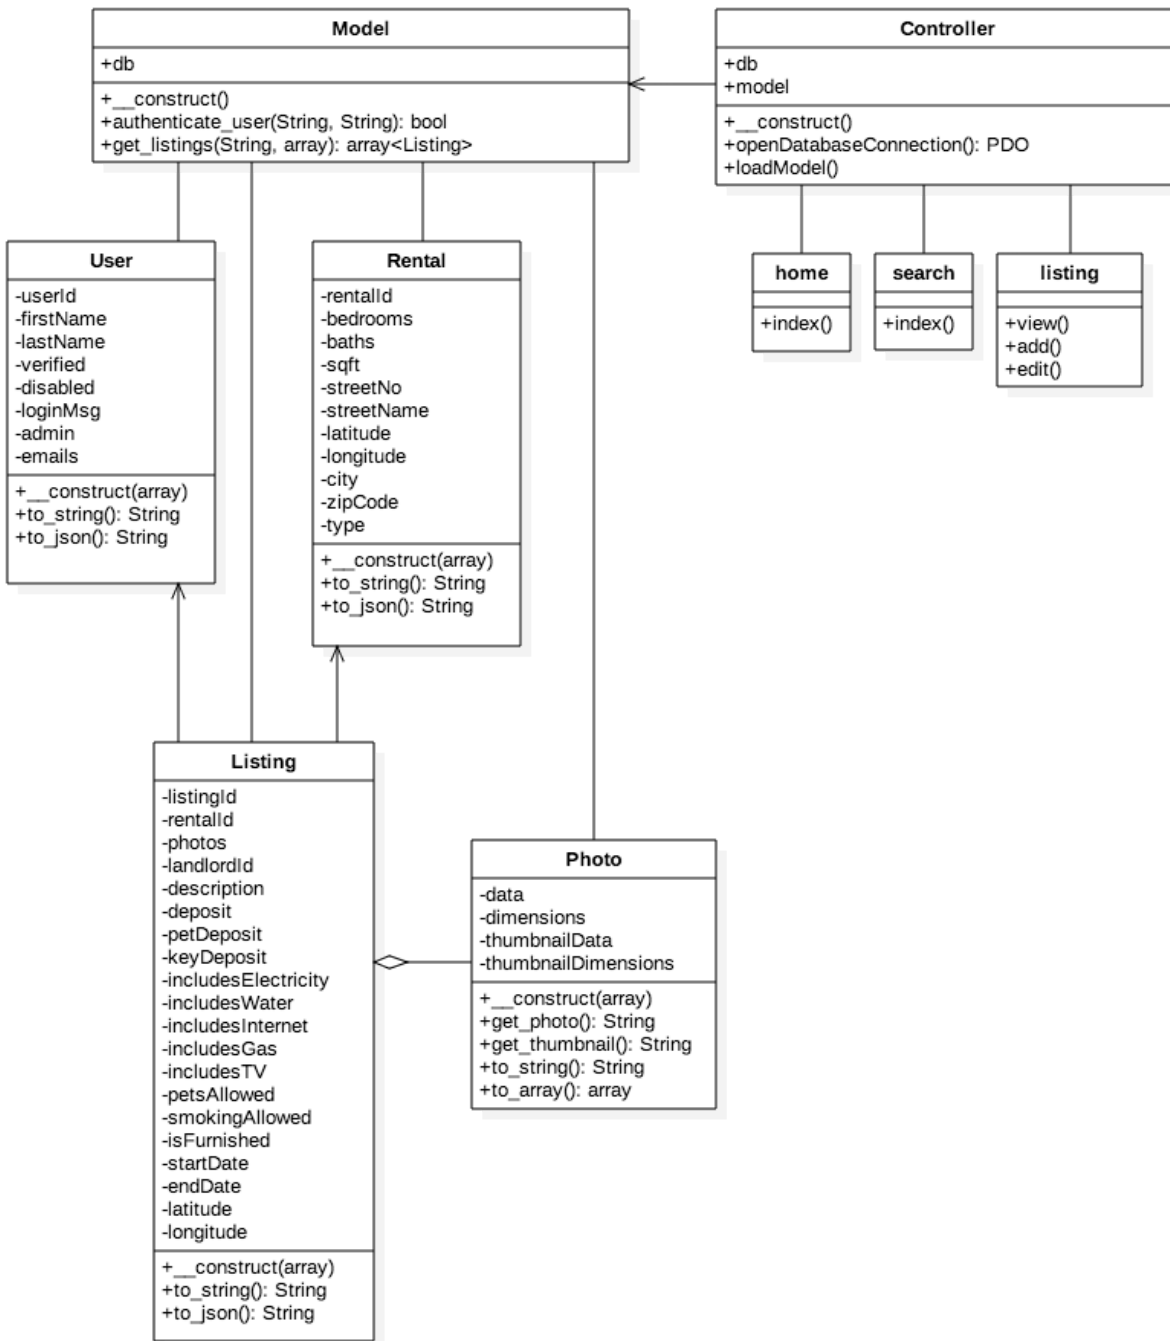 Model
+db
+__construct()
+authenticate_user(String, String): bool
+get_listings(String, array): array<Listing>
Controller
+db
+model
+__construct()
+openDatabaseConnection(): PDO
+loadModel()
User
-userId
-firstName
-lastName
-verified
-disabled
-loginMsg
-admin
-emails
+__construct(array)
+to_string(): String
+to_json(): String
Rental
-rentalId
-bedrooms
-baths
-sqft
-streetNo
-streetName
-latitude
-longitude
-city
-zipCode
-type
+__construct(array)
+to_string(): String
+to_json(): String
home
+index()
search
+index()
listing
+view()
+add()
+edit()
Listing
-listingId
-rentalId
-photos
-landlordId
-description
-deposit
-petDeposit
-keyDeposit
-includesElectricity
-includesWater
-includesInternet
-includesGas
-includesTV
-petsAllowed
-smokingAllowed
-isFurnished
-startDate
-endDate
-latitude
-longitude
+__construct(array)
+to_string(): String
+to_json(): String
Photo
-data
-dimensions
-thumbnailData
-thumbnailDimensions
+__construct(array)
+get_photo(): String
+get_thumbnail(): String
+to_string(): String
+to_array(): array